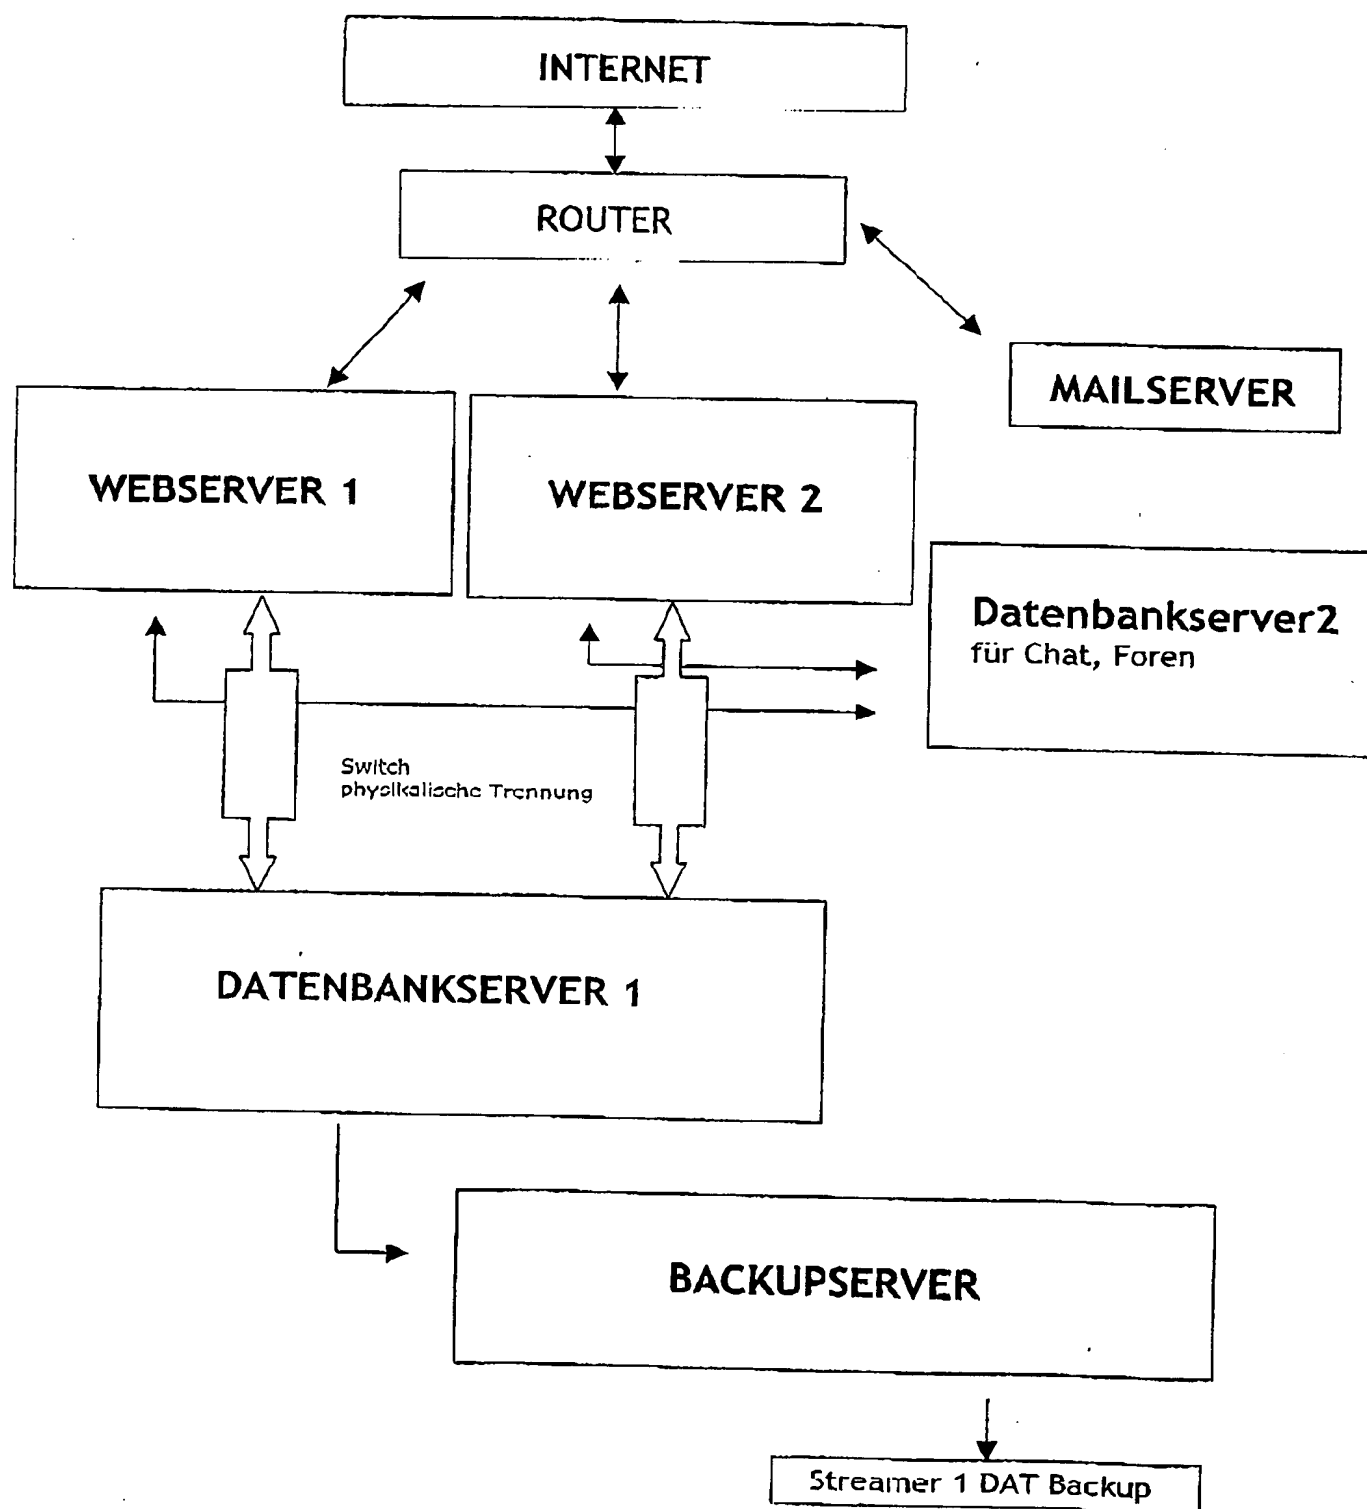 INTERNET
ROUTER
MAILSERVER
WEBSERVER 1
WEBSERVER 2
Datenbankserver2
für Chat, Foren
Switch
physikalische Trennung
DATENBANKSERVER 1
BACKUPSERVER
Streamer 1 DAT Backup